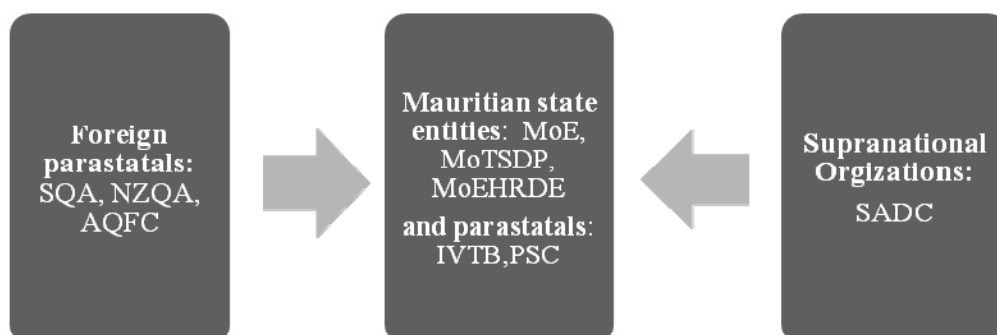 Foreign
parastatals:
SQA, NZQA,
AQFC
Mauritian state
entities: MoE,
MoTSDP,
MoEHRDE
and parastatals:
IVTB,PSC
Supranational
Orgizations:
SADC